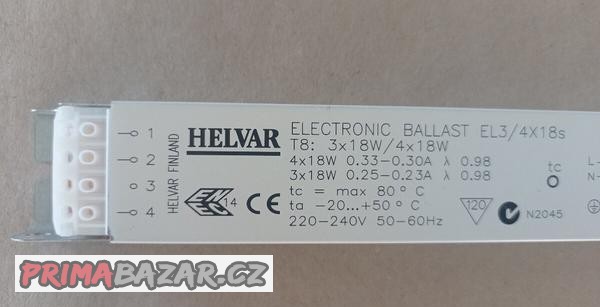 HELVAR
ELECTRONIC BALLAST EL3/4X18s
T8: 3x18W/4x18W
4x18W 0.33-0.30A λ 0.98
3x18W 0.25-0.23A λ 0.98
tc = max 80° C
ta -20...+50° C
220-240V 50-60Hz
HELVAR FINLAND
1
2
3
4
14
CE
120
N2045
tc
L-
N-
PRIMABAZAR.CZ